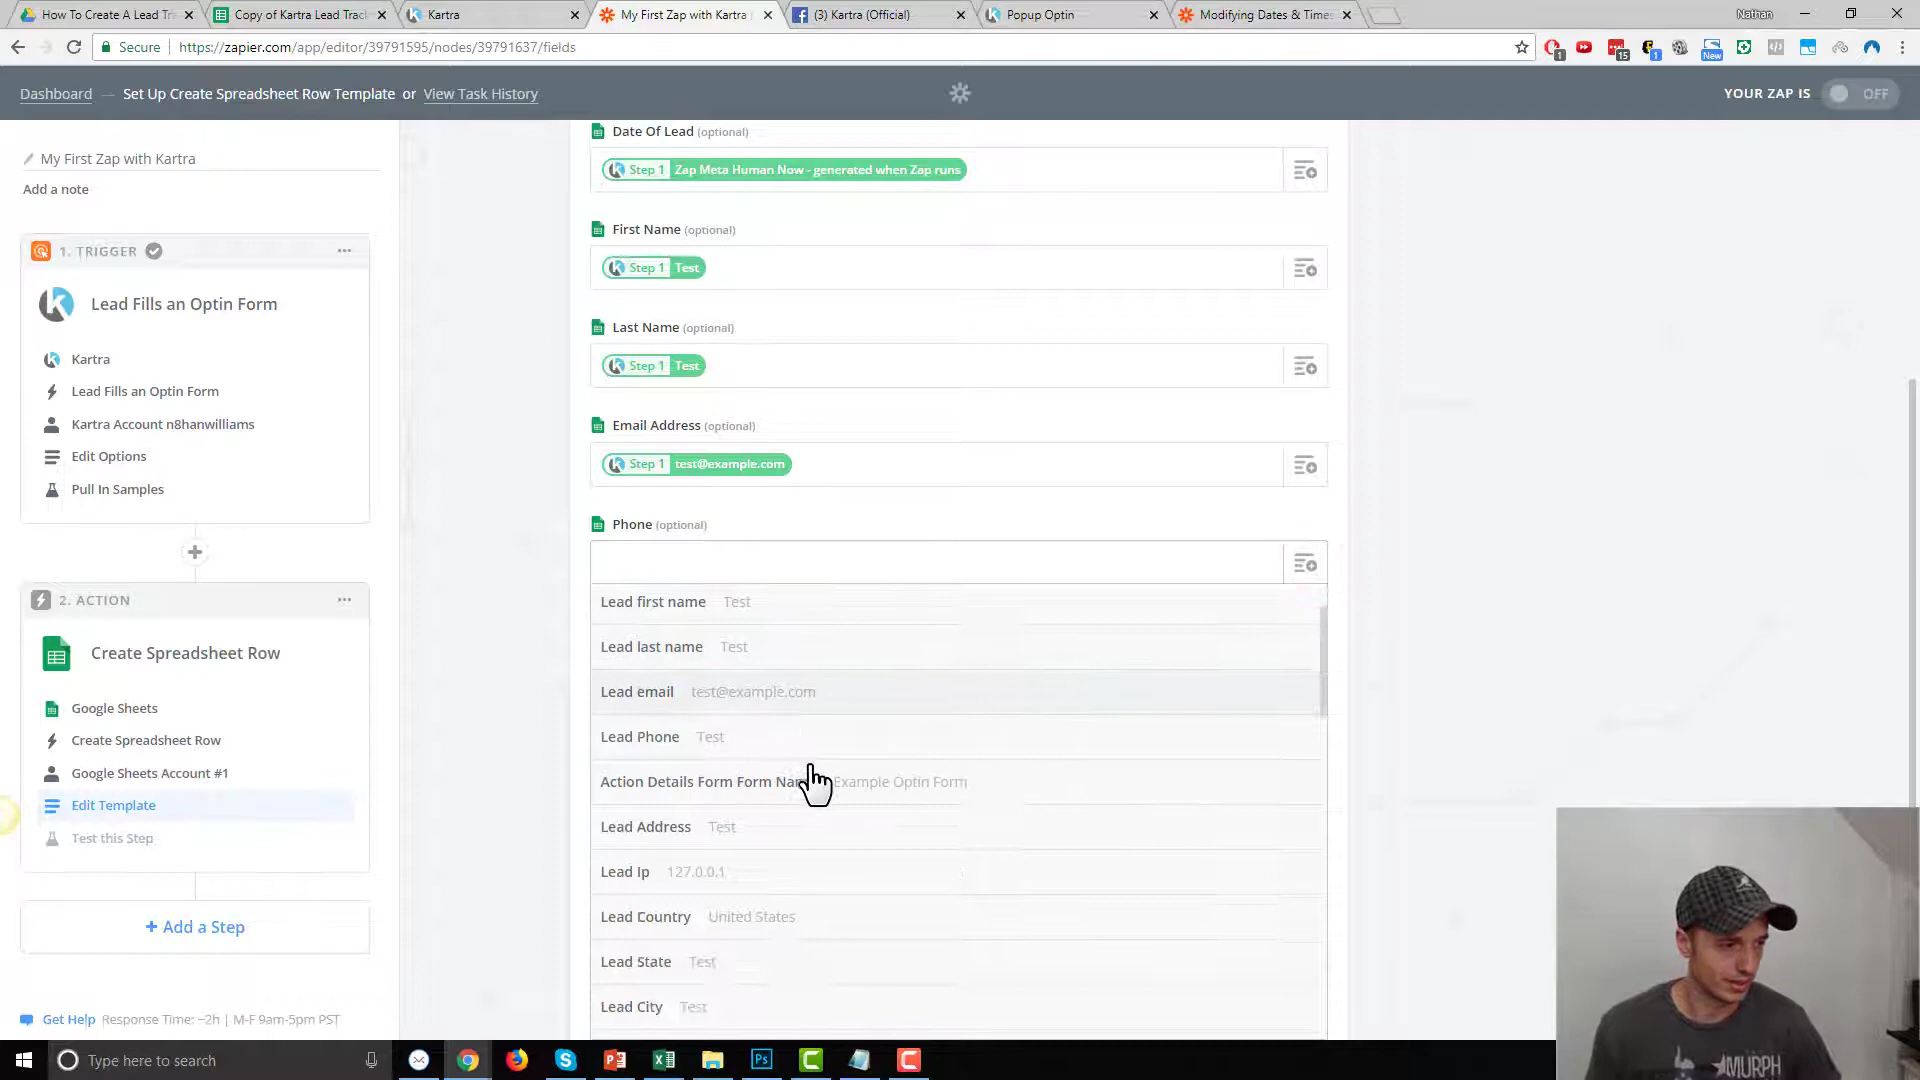 How To Create A Lead Tr
Copy of Kartra Lead Track
Kartra
My First Zap with Kartra
(3) Kartra (Official)
Popup Optin
Modifying Dates & Times
Nathan
Secure
https://zapier.com/app/editor/39791595/nodes/39791637/fields
1
15
1
New
Dashboard — Set Up Create Spreadsheet Row Template or View Task History
YOUR ZAP IS OFF
My First Zap with Kartra
Add a note
1. TRIGGER
Lead Fills an Optin Form
Kartra
Lead Fills an Optin Form
Kartra Account n8hanwilliams
Edit Options
Pull In Samples
2. ACTION
Create Spreadsheet Row
Google Sheets
Create Spreadsheet Row
Google Sheets Account #1
Edit Template
Test this Step
+ Add a Step
Get Help Response Time: ~2h | M-F 9am-5pm PST
Date Of Lead (optional)
Step 1 Zap Meta Human Now - generated when Zap runs
First Name (optional)
Step 1 Test
Last Name (optional)
Step 1 Test
Email Address (optional)
Step 1 test@example.com
Phone (optional)
Lead first name Test
Lead last name Test
Lead email test@example.com
Lead Phone Test
Action Details Form Form Nam Example Optin Form
Lead Address Test
Lead Ip 127.0.0.1
Lead Country United States
Lead State Test
Lead City Test
MURPH
Type here to search